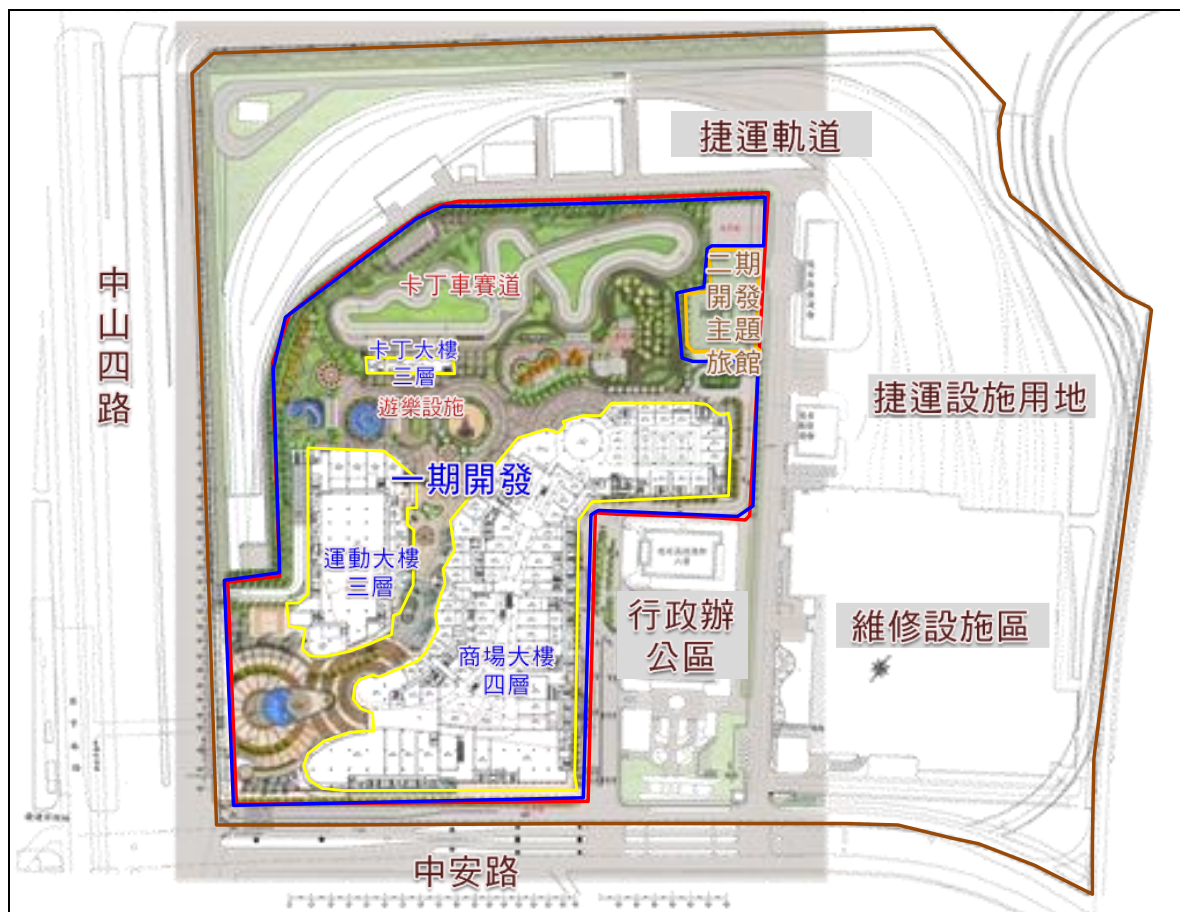 捷運軌道
中山四路
卡丁車賽道
二期
開發
主題
旅館
卡丁大樓
三層
遊樂設施
捷運設施用地
一期開發
運動大樓
三層
行政辦
公區
維修設施區
商場大樓
四層
中安路